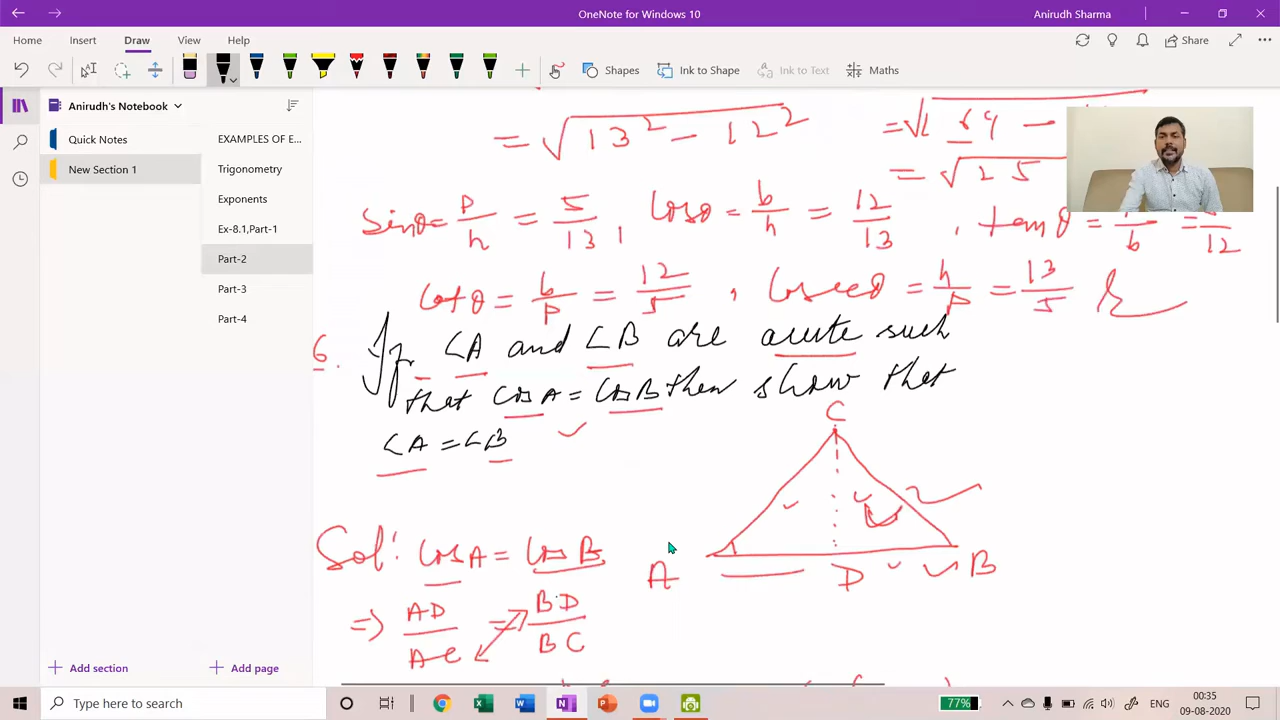 OneNote for Windows 10
Anirudh Sharma
Home Insert Draw View Help
Share
Shapes Ink to Shape Ink to Text Maths
Anirudh's Notebook
Quick Notes
New Section 1
EXAMPLES OF E...
Trigonometry
Exponents
Ex-8.1,Part-1
Part-2
Part-3
Part-4
= √13² - 12²
= √25
sinθ = p/h = 5/13, cosθ = b/h = 12/13, tanθ =
cotθ = b/p = 12/5, cosecθ = h/p = 13/5
6. If ∠A and ∠B are acute such
that cosA = cosB then show that
∠A = ∠B
C
A D B
Sol: cosA = cosB
=> AD/AC = BD/BC
Add section
Add page
Type here to search
77%
ENG
00:35
09-08-2020